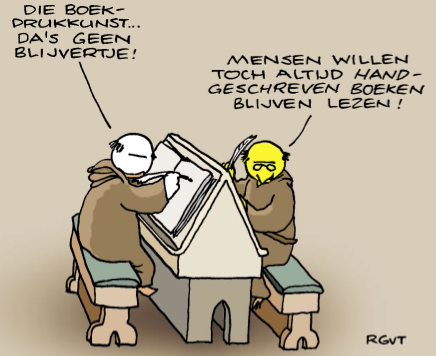 DIE BOEK-
DRUKKUNST...
DA'S GEEN
BLIJVERTJE!
MENSEN WILLEN
TOCH ALTIJD HAND-
GESCHREVEN BOEKEN
BLIJVEN LEZEN!
RGVT